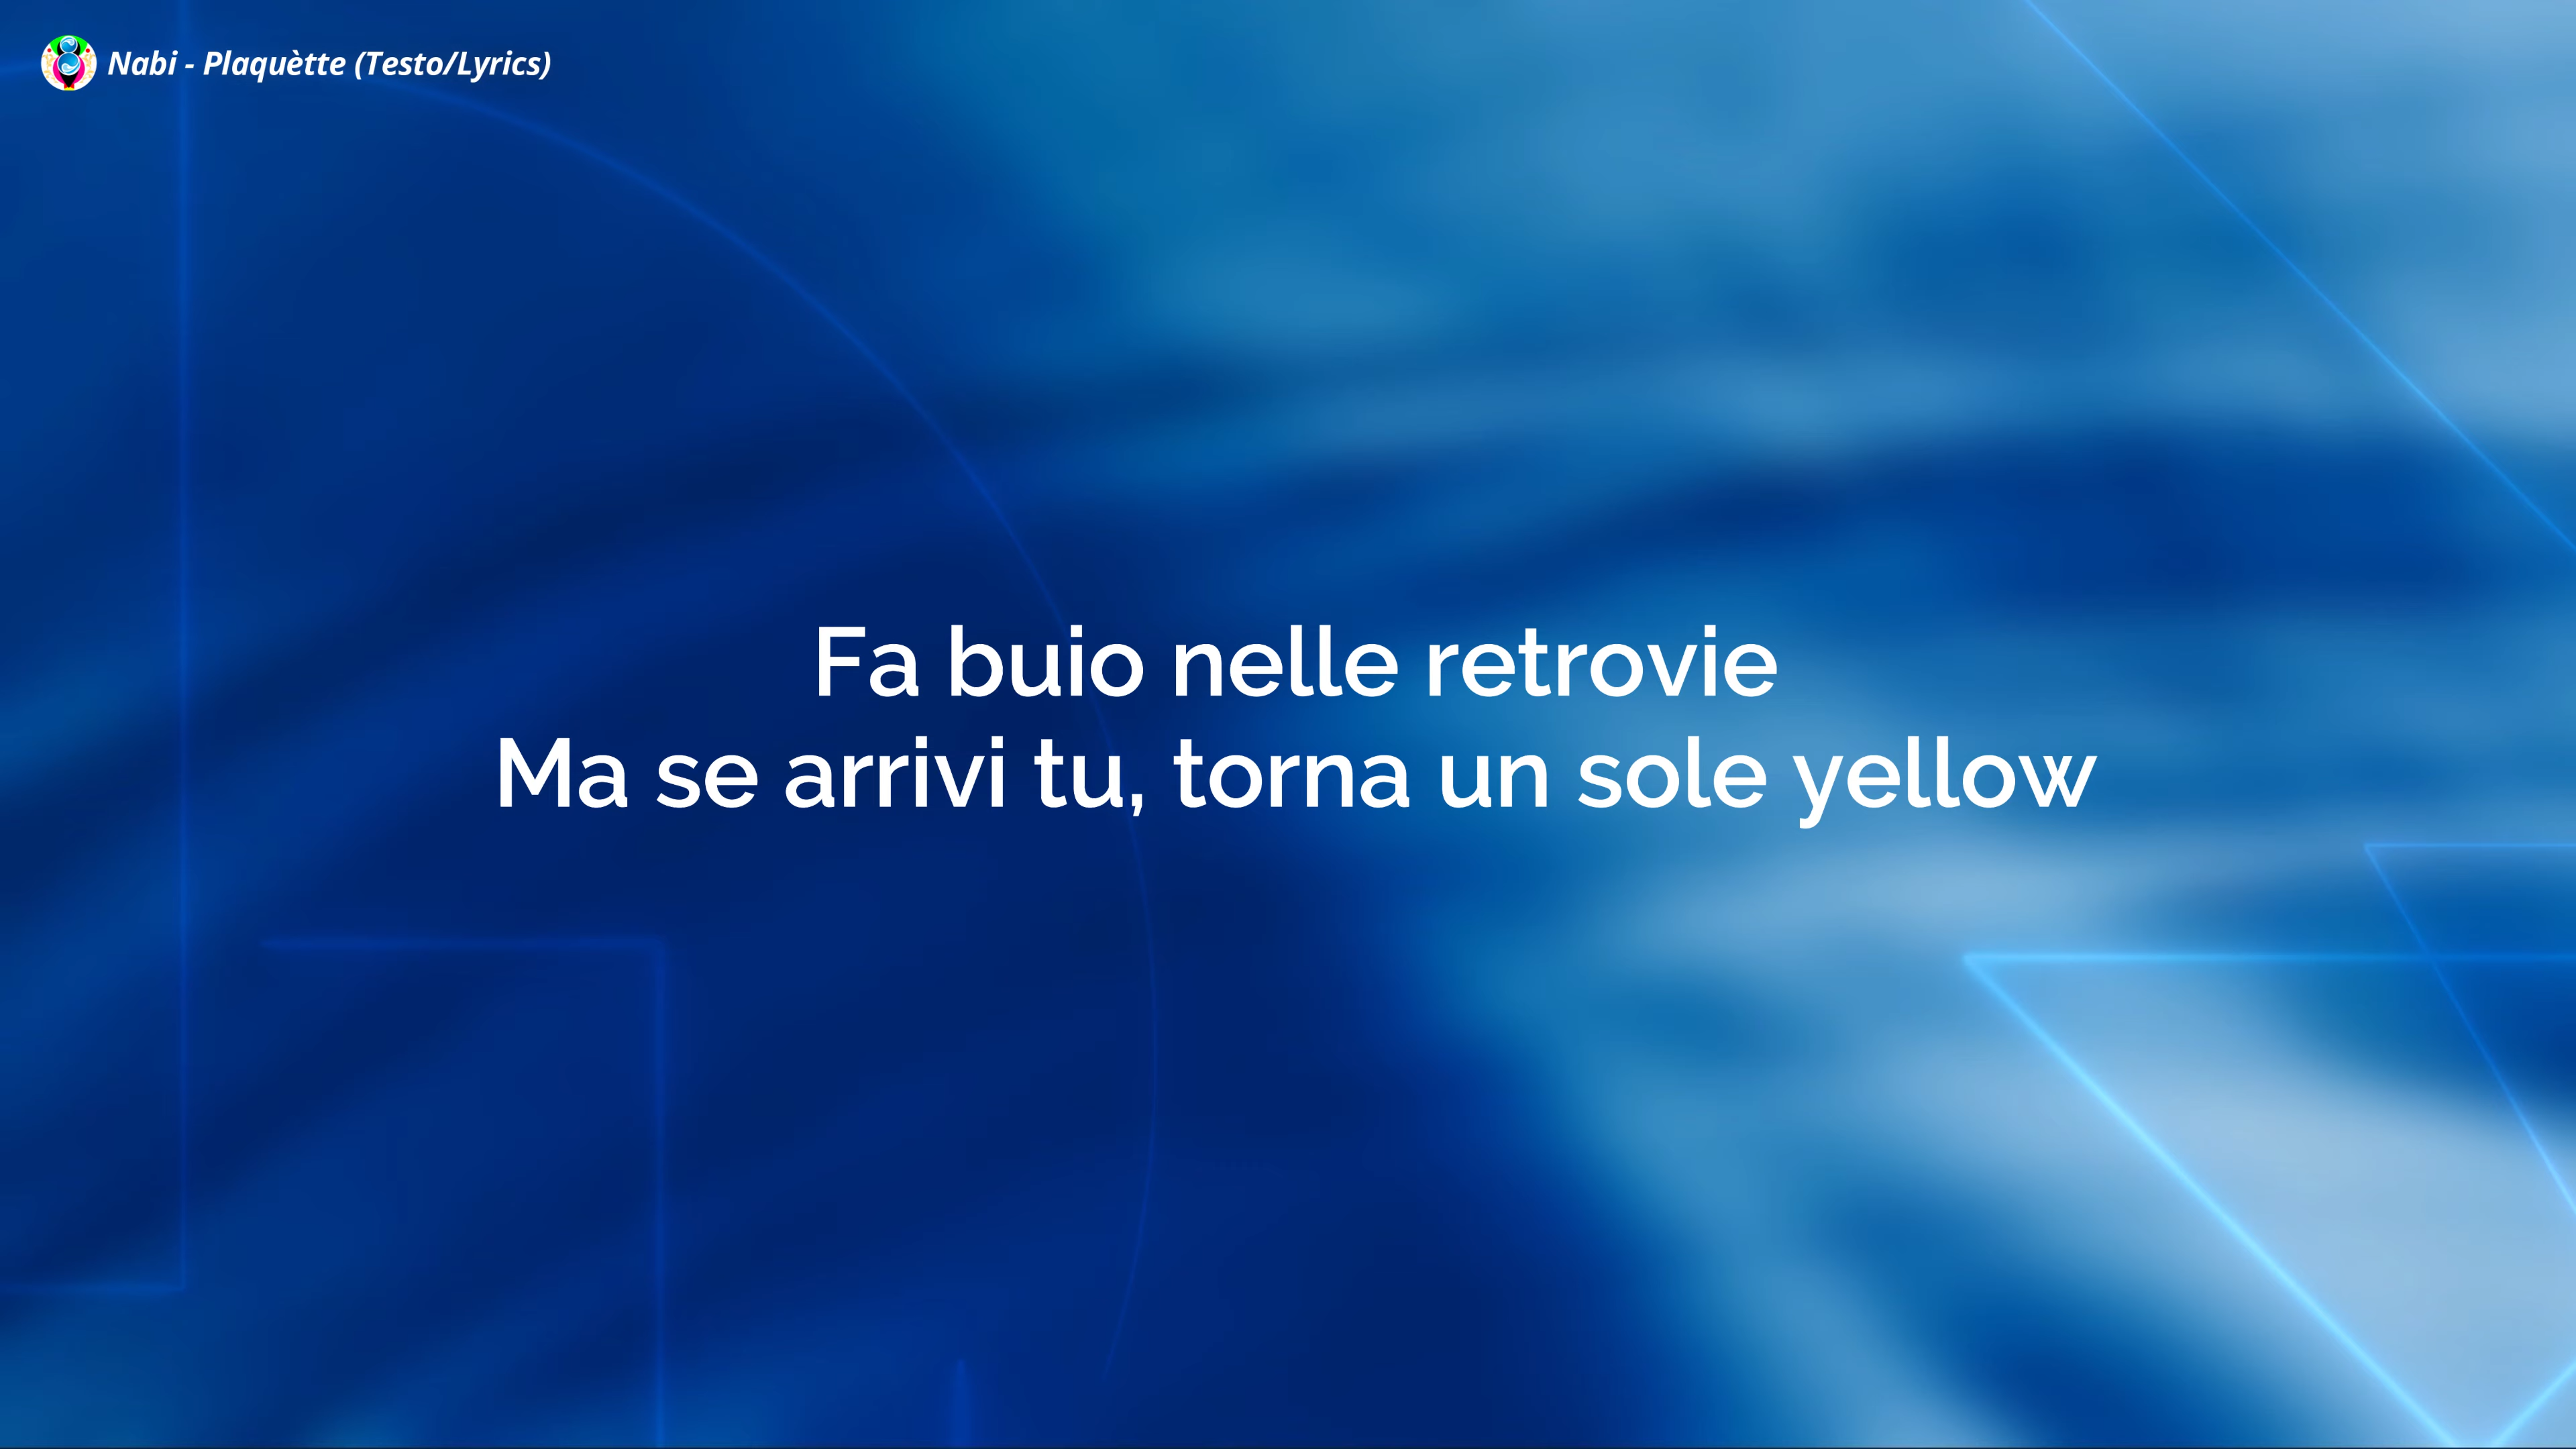 Nabi - Plaquètte (Testo/Lyrics)
Fa buio nelle retrovie
Ma se arrivi tu, torna un sole yellow